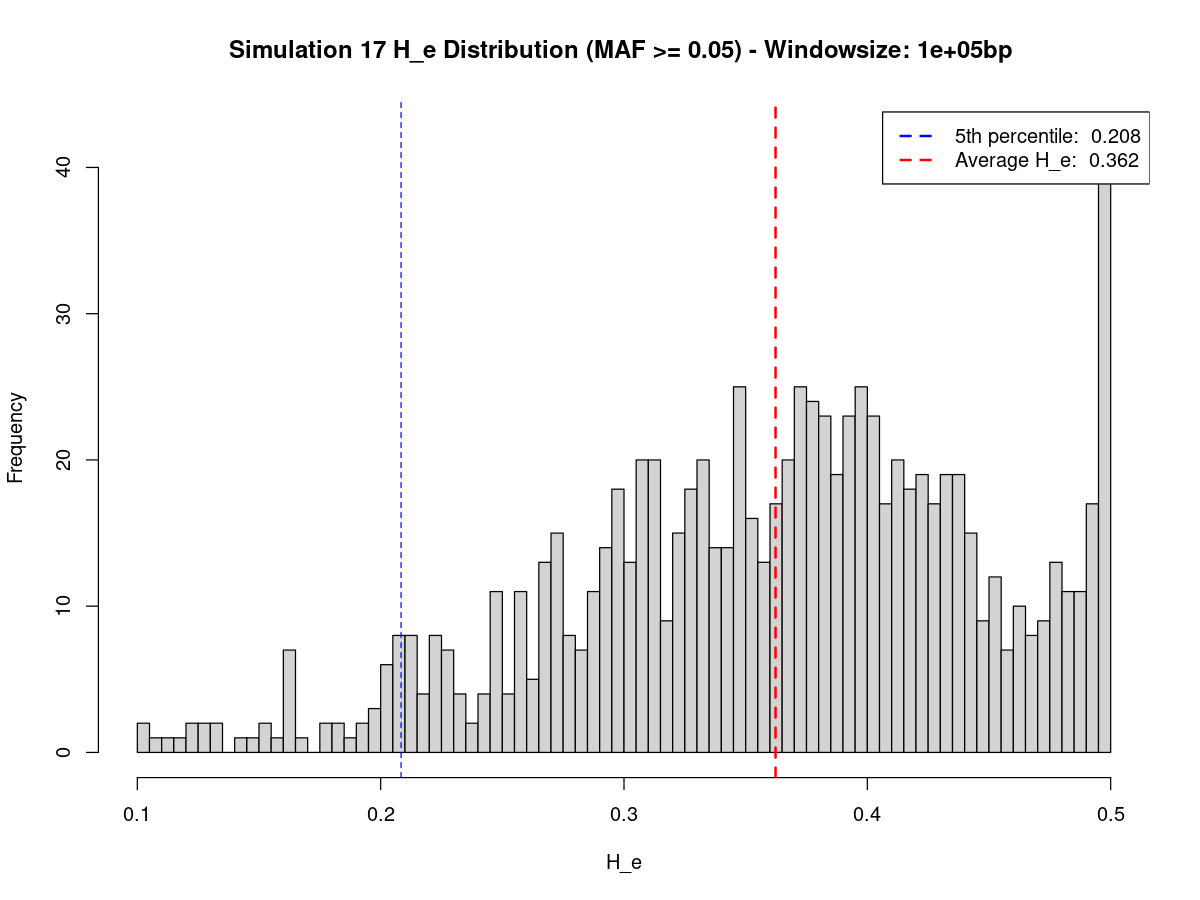 Simulation 17 H_e Distribution (MAF >= 0.05) - Windowsize: 1e+05bp
5th percentile:  0.208
Average H_e:  0.362
Frequency
40
30
20
10
0
0.1 0.2 0.3 0.4 0.5
H_e